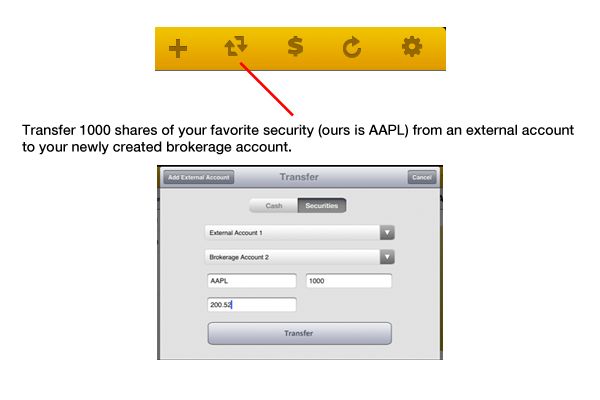 $
Transfer 1000 shares of your favorite security (ours is AAPL) from an external account
to your newly created brokerage account.
Add External Account Transfer Cancel
Cash Securities
External Account 1
Brokerage Account 2
AAPL 1000
200.52
Transfer